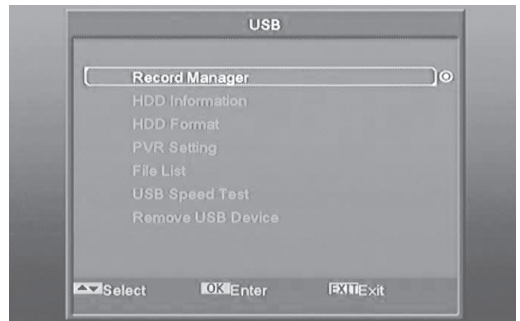 USB
Record Manager
HDD Information
HDD Format
PVR Setting
File List
USB Speed Test
Remove USB Device
Select OK Enter EXIT Exit